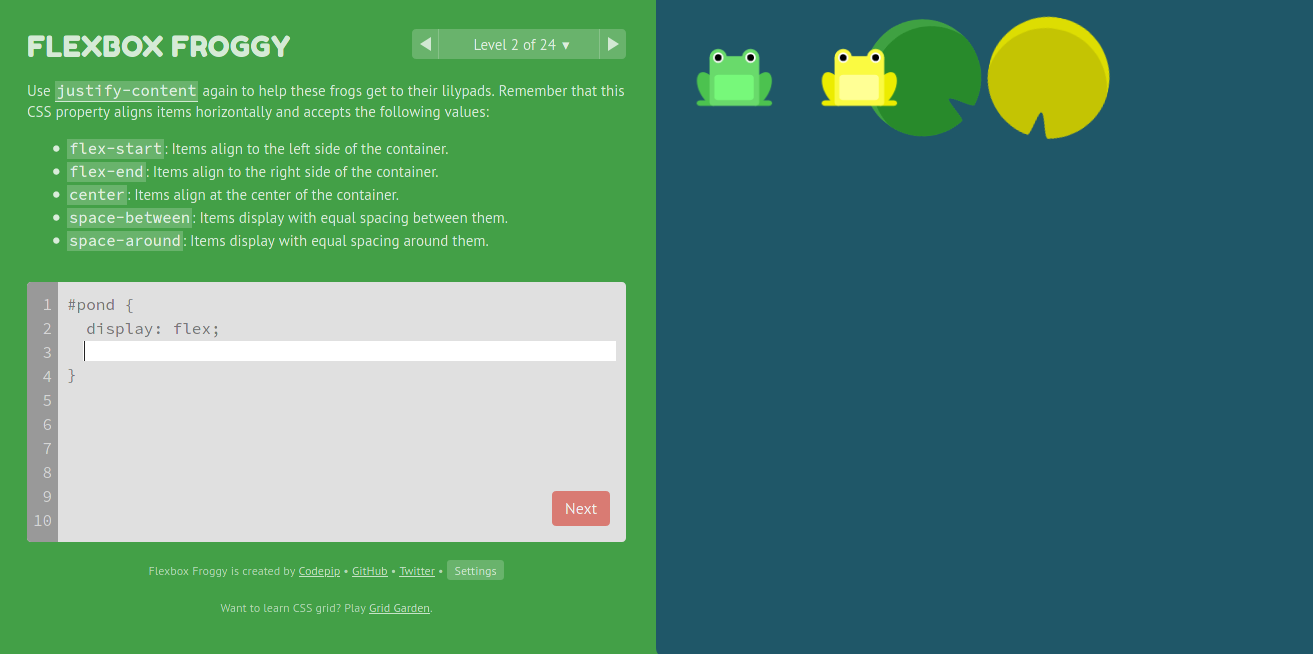 FLEXBOX FROGGY
Level 2 of 24 ▾
Use justify-content again to help these frogs get to their lilypads. Remember that this
CSS property aligns items horizontally and accepts the following values:
• flex-start: Items align to the left side of the container.
• flex-end: Items align to the right side of the container.
• center: Items align at the center of the container.
• space-between: Items display with equal spacing between them.
• space-around: Items display with equal spacing around them.
1 #pond {
2   display: flex;
3
4 }
5
6
7
8
9
10
Next
Flexbox Froggy is created by Codepip • GitHub • Twitter • Settings
Want to learn CSS grid? Play Grid Garden.